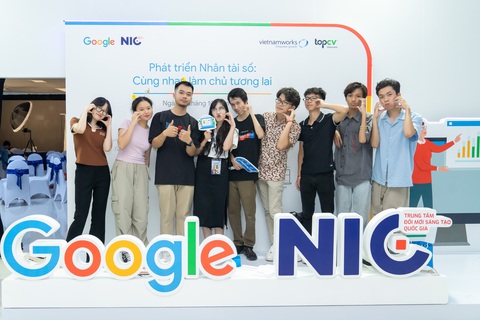 Google NIC
vietnamworks topcv
Phát triển Nhân tài số:
Cùng nhau làm chủ tương lai
Google NIC
TRUNG TÂM
ĐỔI MỚI SÁNG TẠO
QUỐC GIA